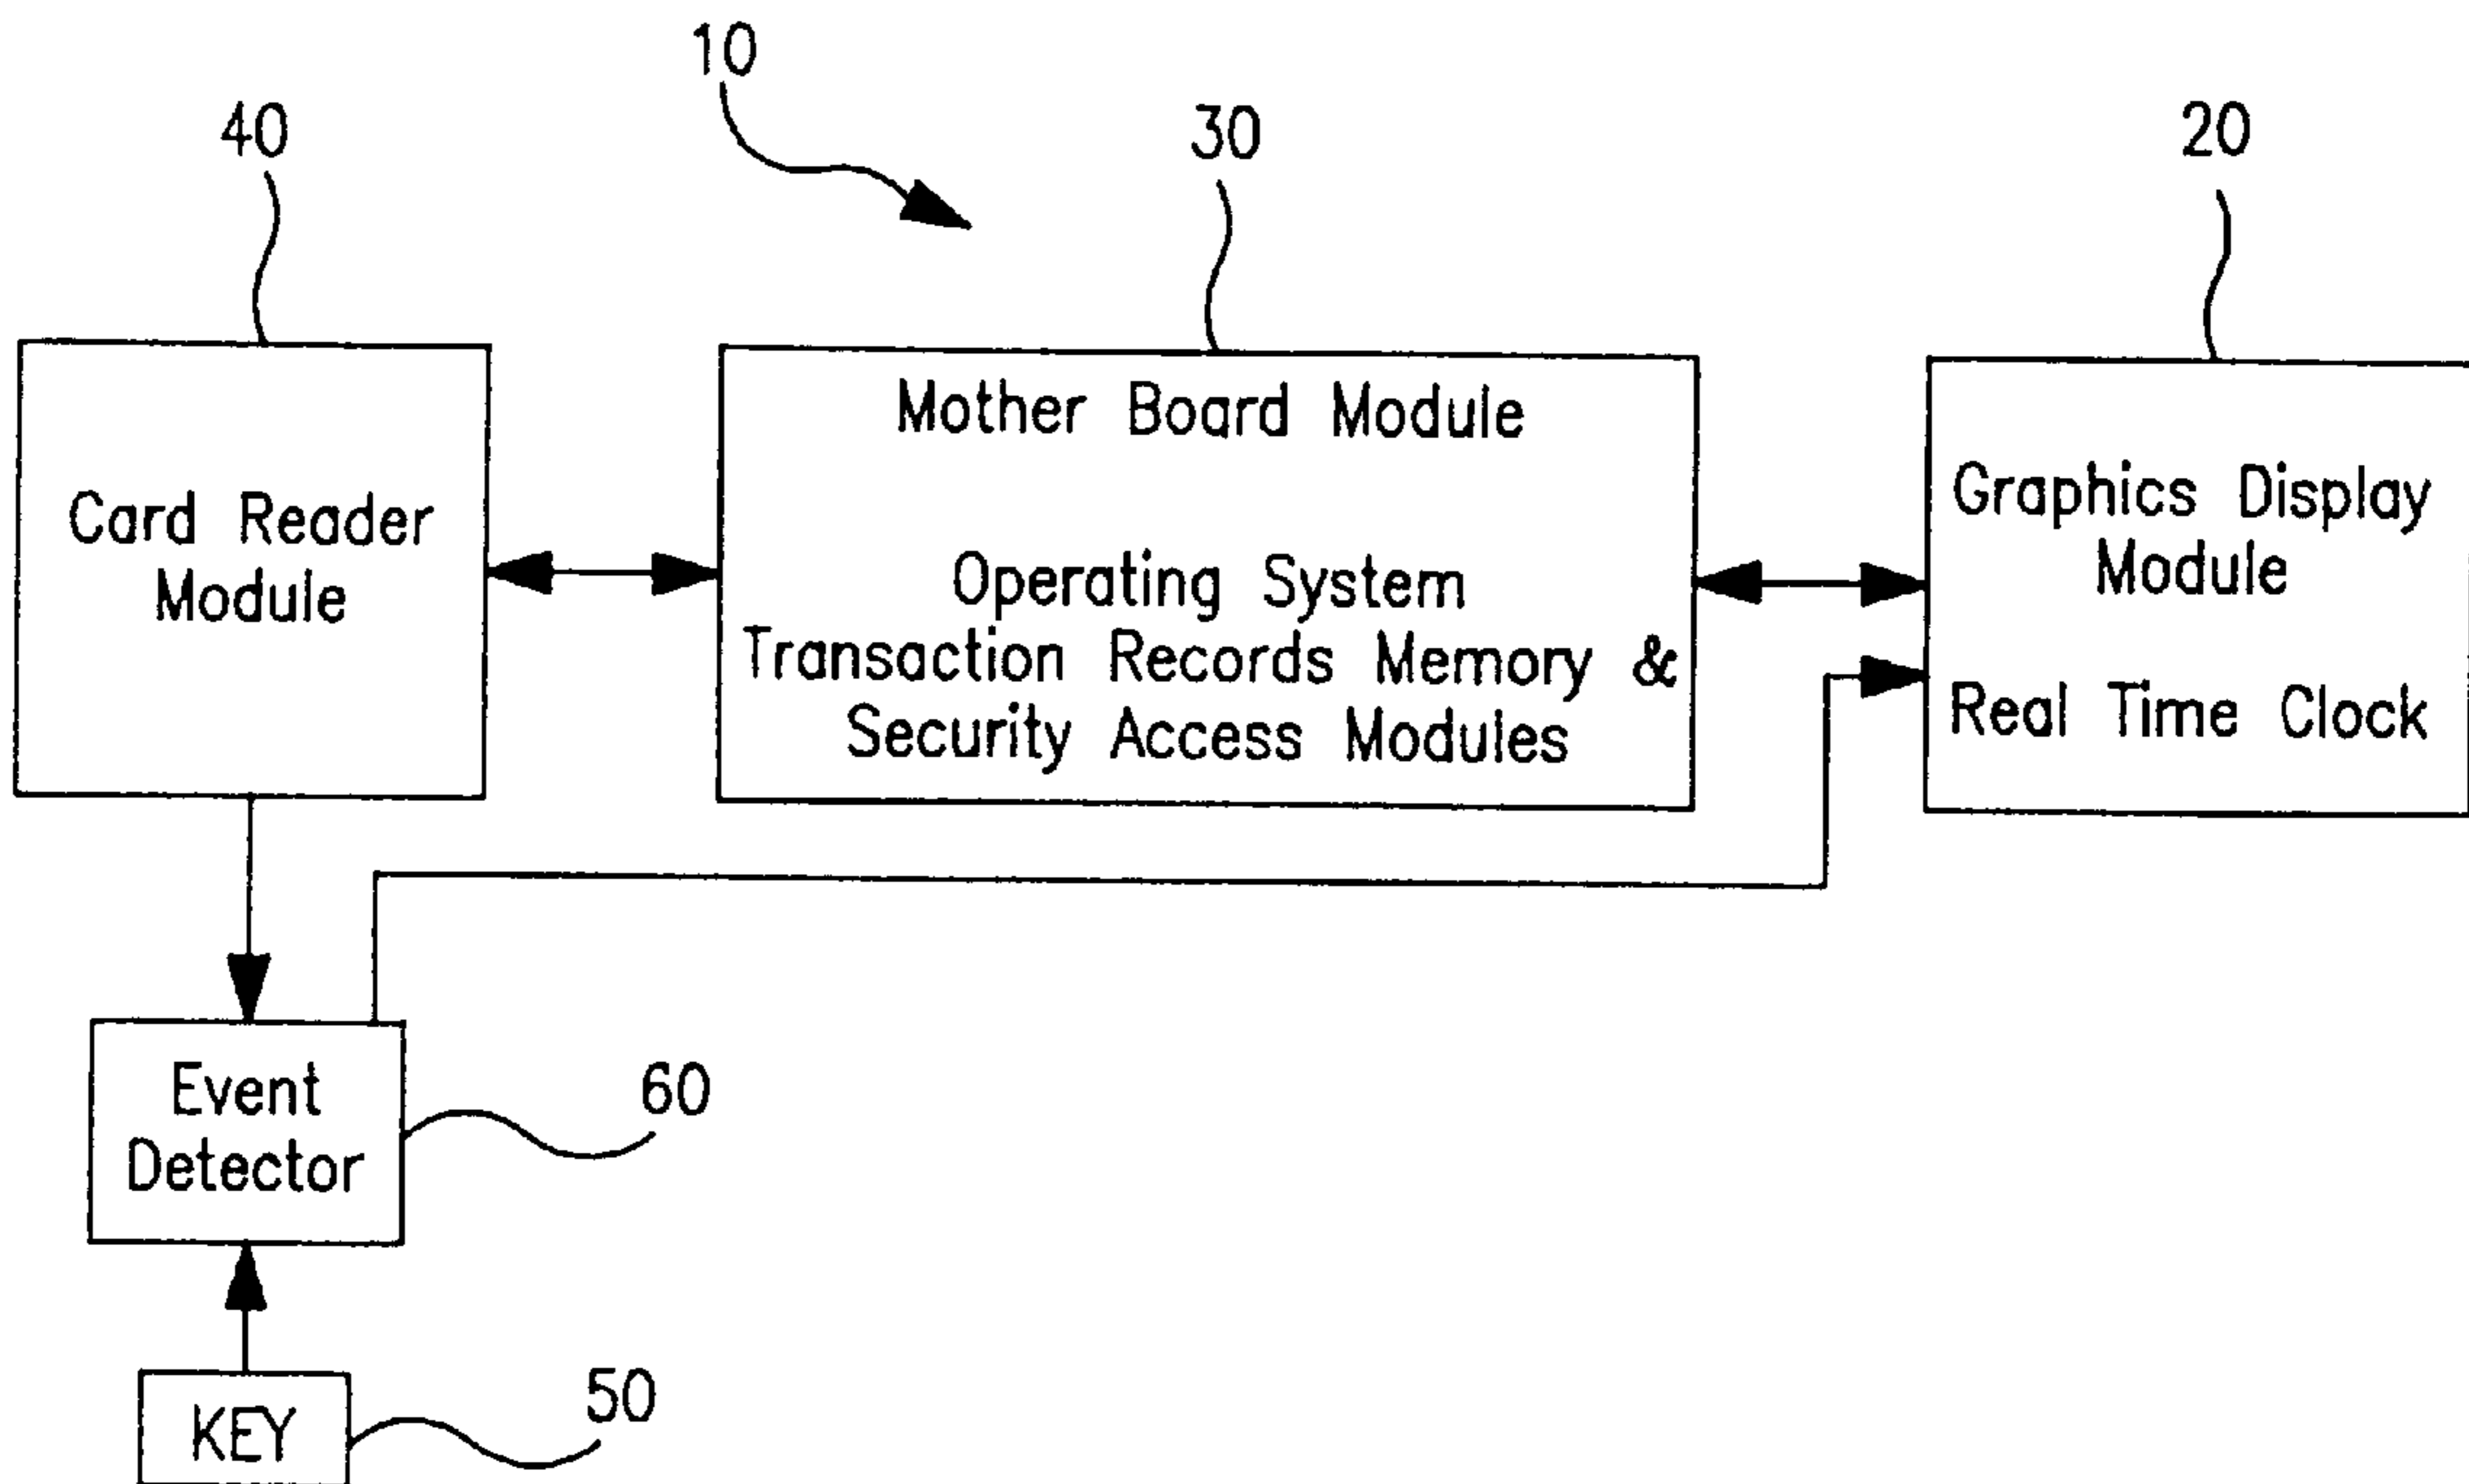 10
40
30
20
Card Reader
Module
Mother Board Module
Operating System
Transaction Records Memory &
Security Access Modules
Graphics Display
Module
Real Time Clock
Event
Detector
60
KEY
50